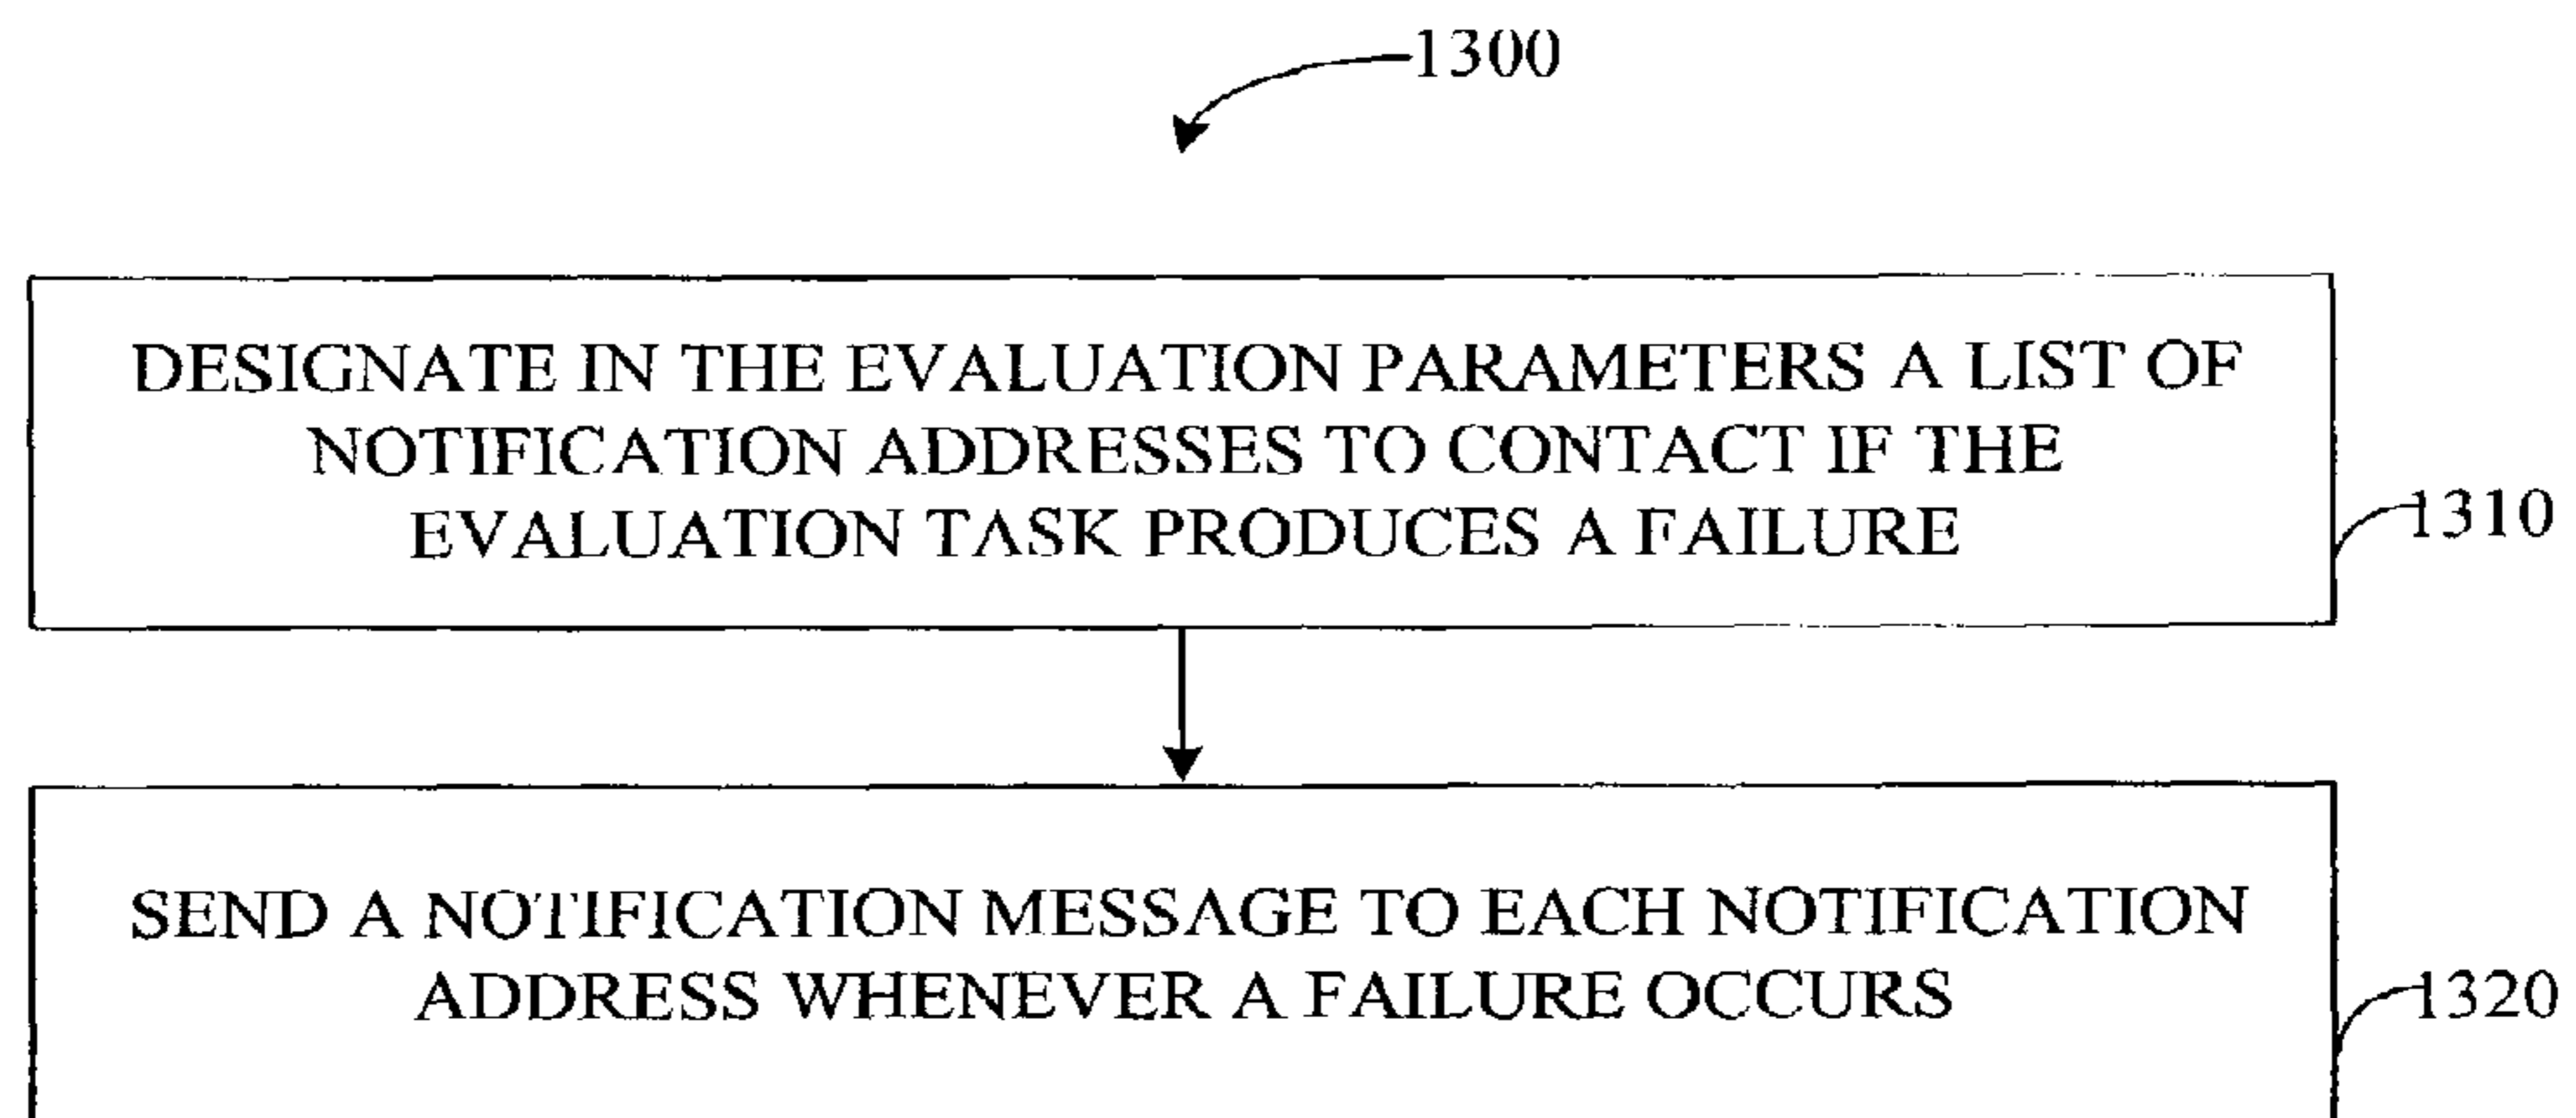 1300
DESIGNATE IN THE EVALUATION PARAMETERS A LIST OF
NOTIFICATION ADDRESSES TO CONTACT IF THE
EVALUATION TASK PRODUCES A FAILURE
1310
SEND A NOTIFICATION MESSAGE TO EACH NOTIFICATION
ADDRESS WHENEVER A FAILURE OCCURS
1320